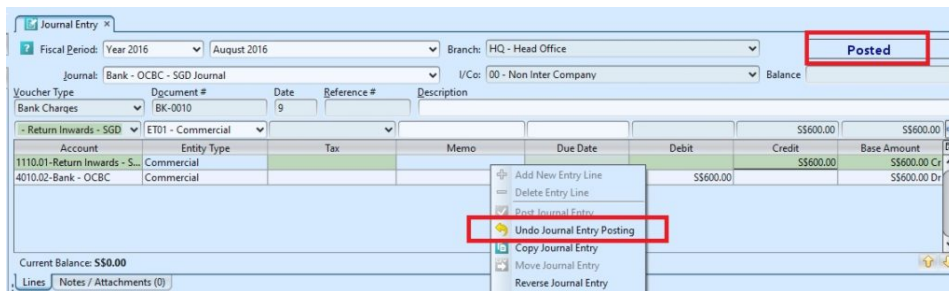 Journal Entry
Fiscal Period: Year 2016 August 2016 Branch: HQ - Head Office Posted
Journal: Bank - OCBC - SGD Journal I/Co: 00 - Non Inter Company Balance
Voucher Type Document # Date Reference # Description
Bank Charges BK-0010 9
- Return Inwards - SGD ET01 - Commercial S$600.00 S$600.00
Account Entity Type Tax Memo Due Date Debit Credit Base Amount
1110.01-Return Inwards - S... Commercial S$600.00 S$600.00 Cr
4010.02-Bank - OCBC Commercial S$600.00 S$600.00 Dr
Add New Entry Line
Delete Entry Line
Post Journal Entry
Undo Journal Entry Posting
Copy Journal Entry
Move Journal Entry
Reverse Journal Entry
Current Balance: S$0.00
Lines Notes / Attachments (0)